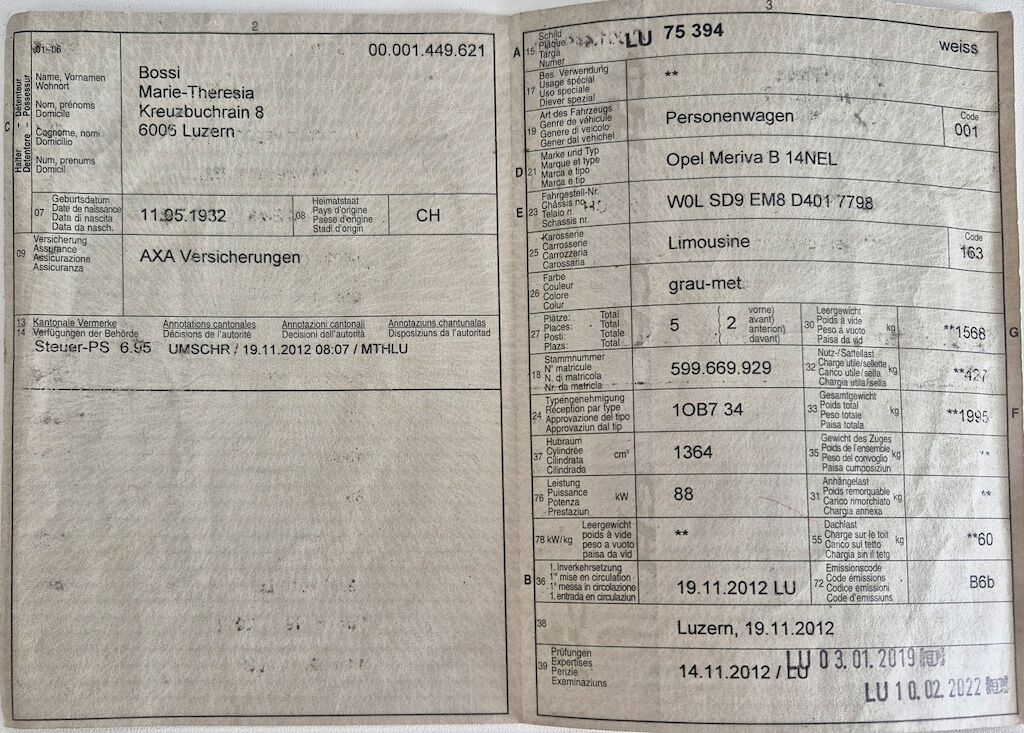 2
01–06
00.001.449.621
Name, Vornamen
Wohnort
Nom, prénoms
Domicile
Cognome, nomi
Domicilio
Num, prenums
Domicil
C
Halter – Détenteur
Detentore – Possessur
Bossi
Marie-Theresia
Kreuzbuchrain 8
6006 Luzern
07
Geburtsdatum
Date de naissance
Data di nascita
Data da nasch.
11.05.1932
08
Heimatstaat
Pays d'origine
Paese d'origine
Stadi d'origin
CH
09
Versicherung
Assurance
Assicurazione
Assicuranza
AXA Versicherungen
13 Kantonale Vermerke Annotations cantonales Annotazioni cantonali Annotaziuns chantunalas
14 Verfügungen der Behörde Décisions de l'autorité Decisioni dell'autorità Disposiziuns da l'autoritad
Steuer-PS 6.95 UMSCHR / 19.11.2012 08:07 / MTHLU
3
A 15
Schild
Plaque
Targa
Numer
LU 75 394
weiss
17
Bes. Verwendung
Usage spécial
Uso speciale
Diever spezial
**
19
Art des Fahrzeugs
Genre de véhicule
Genere di veicolo
Gener dal vehichel
Personenwagen
Code
001
D 21
Marke und Typ
Marque et type
Marca e tipo
Marca e tip
Opel Meriva B 14NEL
E 23
Fahrgestell-Nr.
Châssis no
Telaio n.
Schassis nr.
W0L SD9 EM8 D401 7798
25
Karosserie
Carrosserie
Carrozzeria
Carossaria
Limousine
Code
163
26
Farbe
Couleur
Colore
Colur
grau-met.
27
Plätze: Total
Places: Total
Posti: Totale
Plazs: Total
5
2
vorne)
avant)
anteriori)
davant)
30
Leergewicht
Poids à vide
Peso a vuoto
Paisa da vid
kg
**1568
G
18
Stammnummer
N° matricule
N. di matricola
Nr. da matricla
599.669.929
32
Nutz-/Sattellast
Charge utile/sellette
Carico utile/sella
Chargia utila/sella
kg
**427
24
Typengenehmigung
Réception par type
Approvazione del tipo
Approvaziun dal tip
1OB7 34
33
Gesamtgewicht
Poids total
Peso totale
Paisa totala
kg
**1995
F
37
Hubraum
Cylindrée
Cilindrata
Cilindrada
cm³
1364
35
Gewicht des Zuges
Poids de l'ensemble
Peso del convoglio
Paisa cumposiziun
kg
**
76
Leistung
Puissance
Potenza
Prestaziun
kW
88
31
Anhängelast
Poids remorquable
Carico rimorchiato
Chargia annexa
kg
**
78 kW/kg
Leergewicht
poids à vide
peso a vuoto
paisa da vid
**
55
Dachlast
Charge sur le toit
Carico sul tetto
Chargia sin il tetg
kg
**60
B 36
1. Inverkehrsetzung
1re mise en circulation
1a messa in circolazione
1. entrada en circulaziun
19.11.2012 LU
72
Emissionscode
Code émissions
Codice emissioni
Code d'emissiuns
B6b
38
Luzern, 19.11.2012
39
Prüfungen
Expertises
Perizie
Examinaziuns
14.11.2012 / LU
LU 03.01.2019
LU 10.02.2022